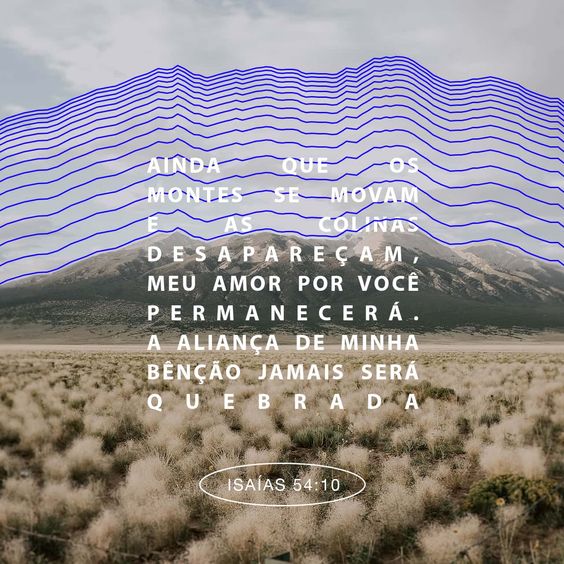 AINDA QUE OS
MONTES SE MOVAM
E AS COLINAS
DESAPAREÇAM,
MEU AMOR POR VOCÊ
PERMANECERÁ.
A ALIANÇA DE MINHA
BÊNÇÃO JAMAIS SERÁ
QUEBRADA
ISAÍAS 54:10